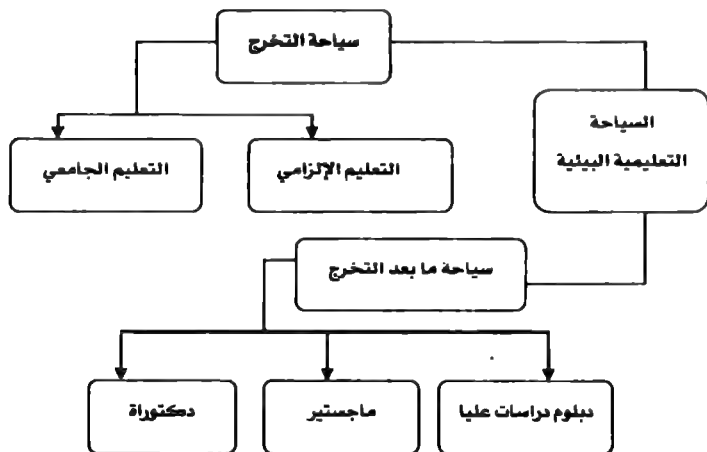 سياحة التخرج
السياحة
التعليمية البيئية
التعليم الإلزامي
التعليم الجامعي
سياحة ما بعد التخرج
دبلوم دراسات عليا
ماجستير
دكتوراة